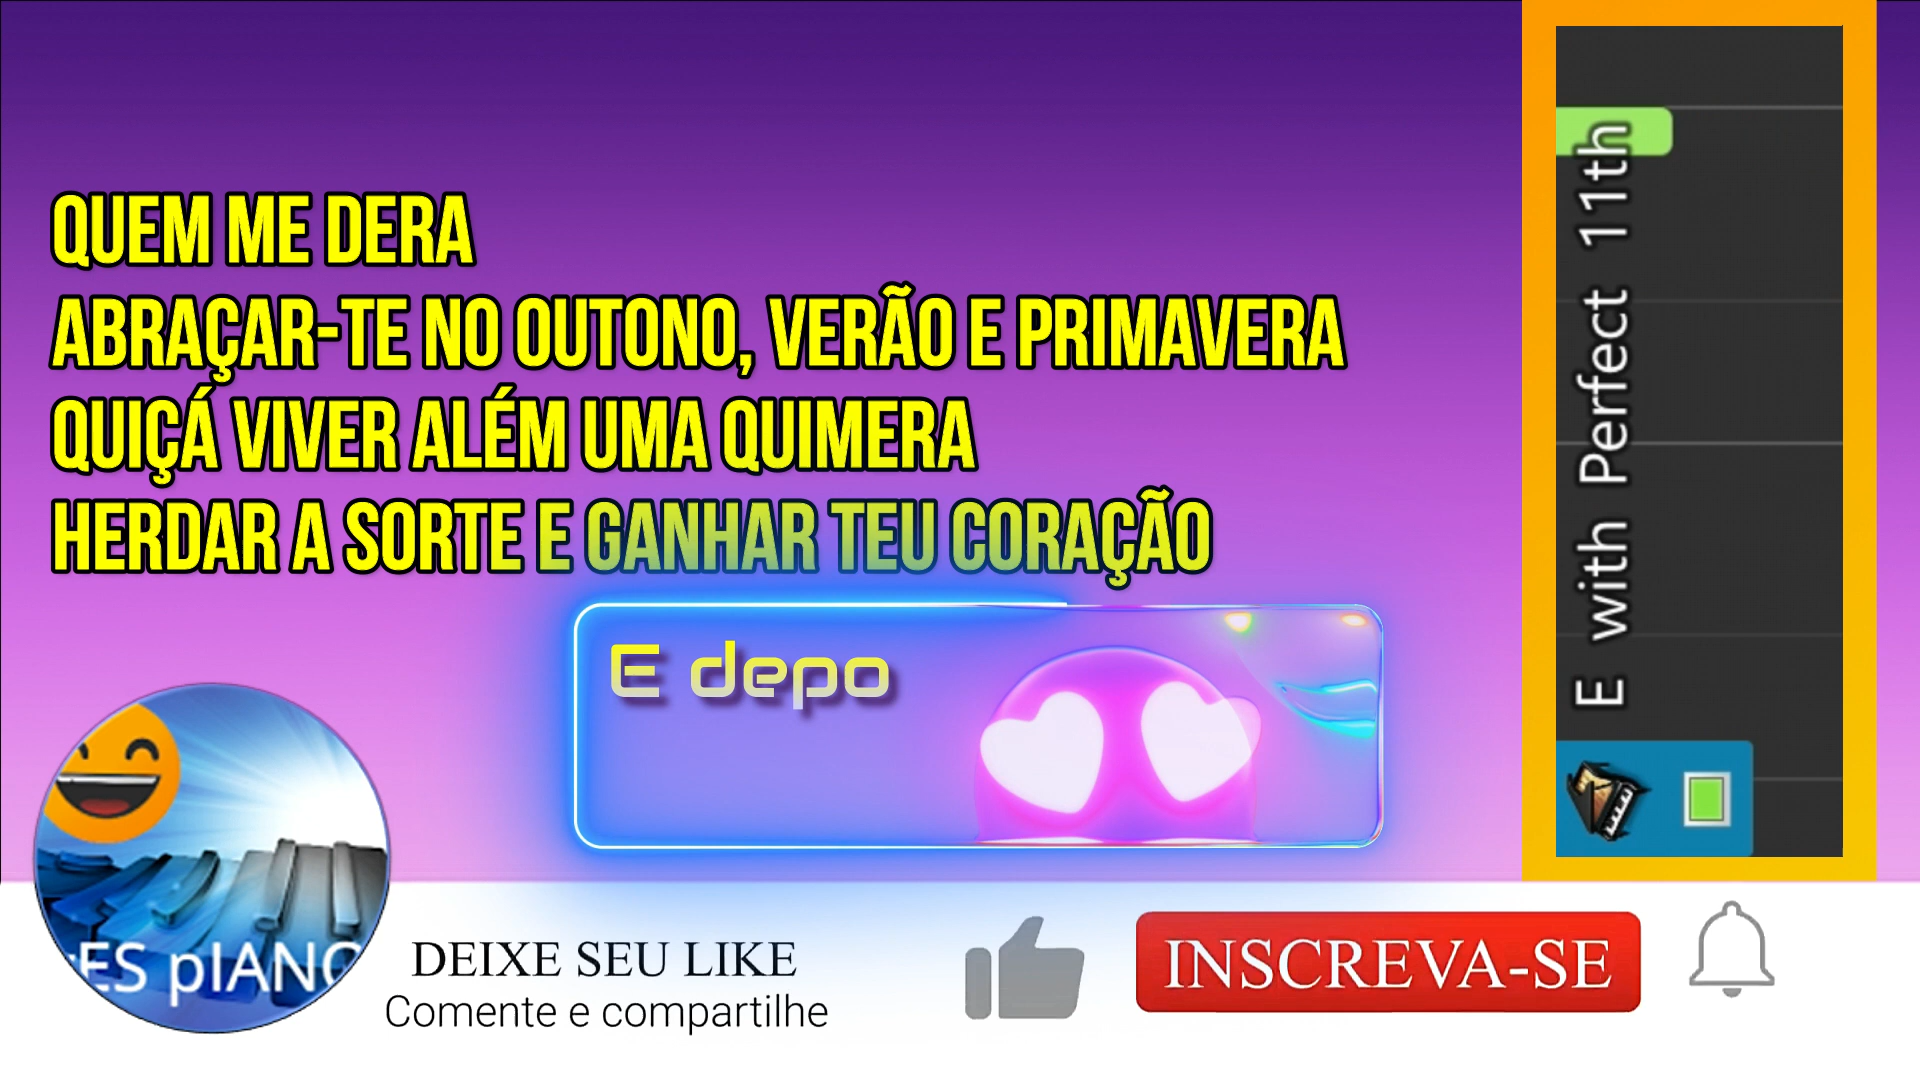 QUEM ME DERA
ABRAÇAR-TE NO OUTONO, VERÃO E PRIMAVERA
QUIÇÁ VIVER ALÉM UMA QUIMERA
HERDAR A SORTE E GANHAR TEU CORAÇÃO
E depo
E with Perfect 11th
ES pIANO
DEIXE SEU LIKE
Comente e compartilhe
INSCREVA-SE